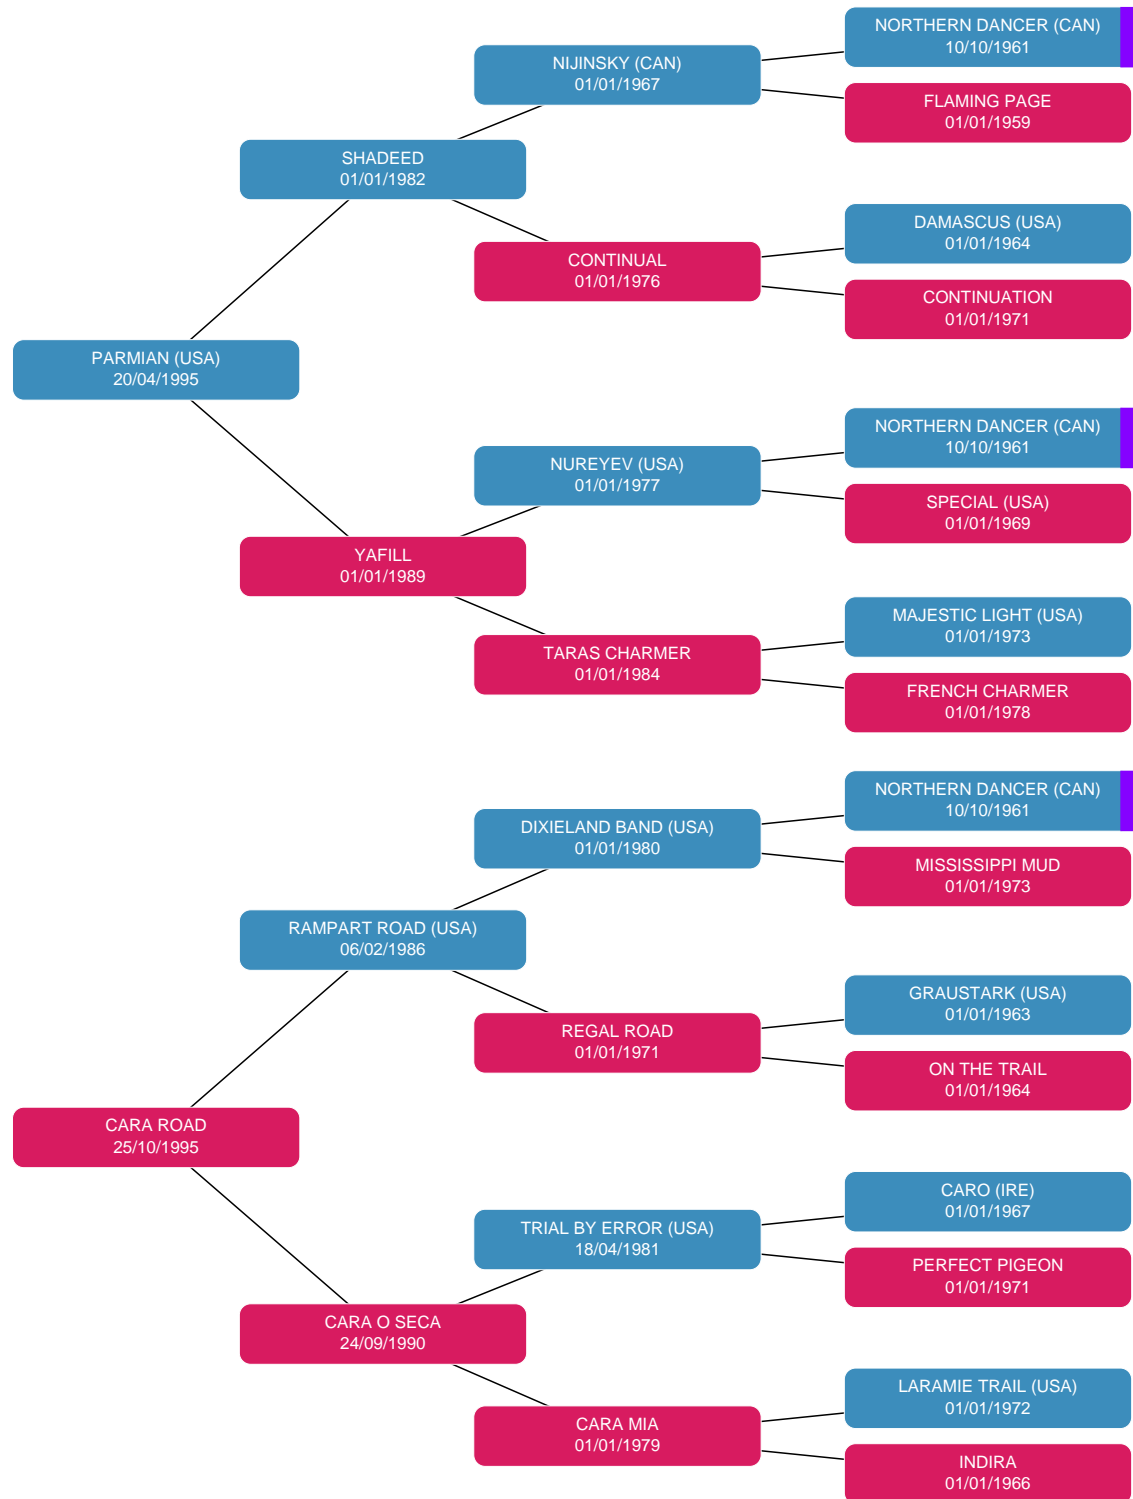 NORTHERN DANCER (CAN)
10/10/1961
NIJINSKY (CAN)
01/01/1967
FLAMING PAGE
01/01/1959
SHADEED
01/01/1982
DAMASCUS (USA)
01/01/1964
CONTINUAL
01/01/1976
CONTINUATION
01/01/1971
PARMIAN (USA)
20/04/1995
NORTHERN DANCER (CAN)
10/10/1961
NUREYEV (USA)
01/01/1977
SPECIAL (USA)
01/01/1969
YAFILL
01/01/1989
MAJESTIC LIGHT (USA)
01/01/1973
TARAS CHARMER
01/01/1984
FRENCH CHARMER
01/01/1978
NORTHERN DANCER (CAN)
10/10/1961
DIXIELAND BAND (USA)
01/01/1980
MISSISSIPPI MUD
01/01/1973
RAMPART ROAD (USA)
06/02/1986
GRAUSTARK (USA)
01/01/1963
REGAL ROAD
01/01/1971
ON THE TRAIL
01/01/1964
CARA ROAD
25/10/1995
CARO (IRE)
01/01/1967
TRIAL BY ERROR (USA)
18/04/1981
PERFECT PIGEON
01/01/1971
CARA O SECA
24/09/1990
LARAMIE TRAIL (USA)
01/01/1972
CARA MIA
01/01/1979
INDIRA
01/01/1966